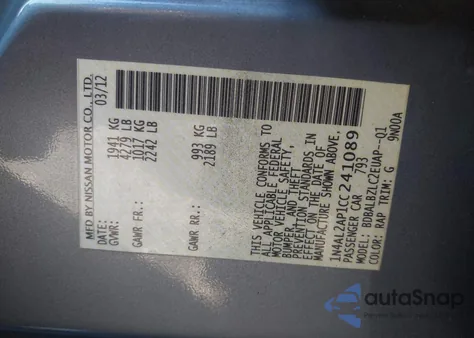 MFD BY NISSAN MOTOR CO., LTD.
03/12
GVWR: 1941 KG
4279 LB
GAWR FR: 1017 KG
2242 LB
GAWR RR: 993 KG
2189 LB
THIS VEHICLE CONFORMS TO
ALL APPLICABLE FEDERAL
MOTOR VEHICLE SAFETY,
BUMPER, AND THEFT
PREVENTION STANDARDS IN
EFFECT ON THE DATE OF
MANUFACTURE SHOWN ABOVE.
1N4AL2AP1CC241089
PASSENGER CAR 793
MODEL: BDBALBZLC2EUAP--Q1
COLOR: RAP TRIM: G 9N00A
autoSnap